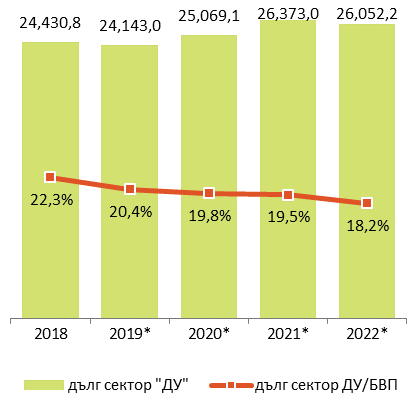 24,430,8 24,143,0 25,069,1 26,373,0 26,052,2
22,3% 20,4% 19,8% 19,5% 18,2%
2018 2019* 2020* 2021* 2022*
дълг сектор "ДУ" дълг сектор ДУ/БВП